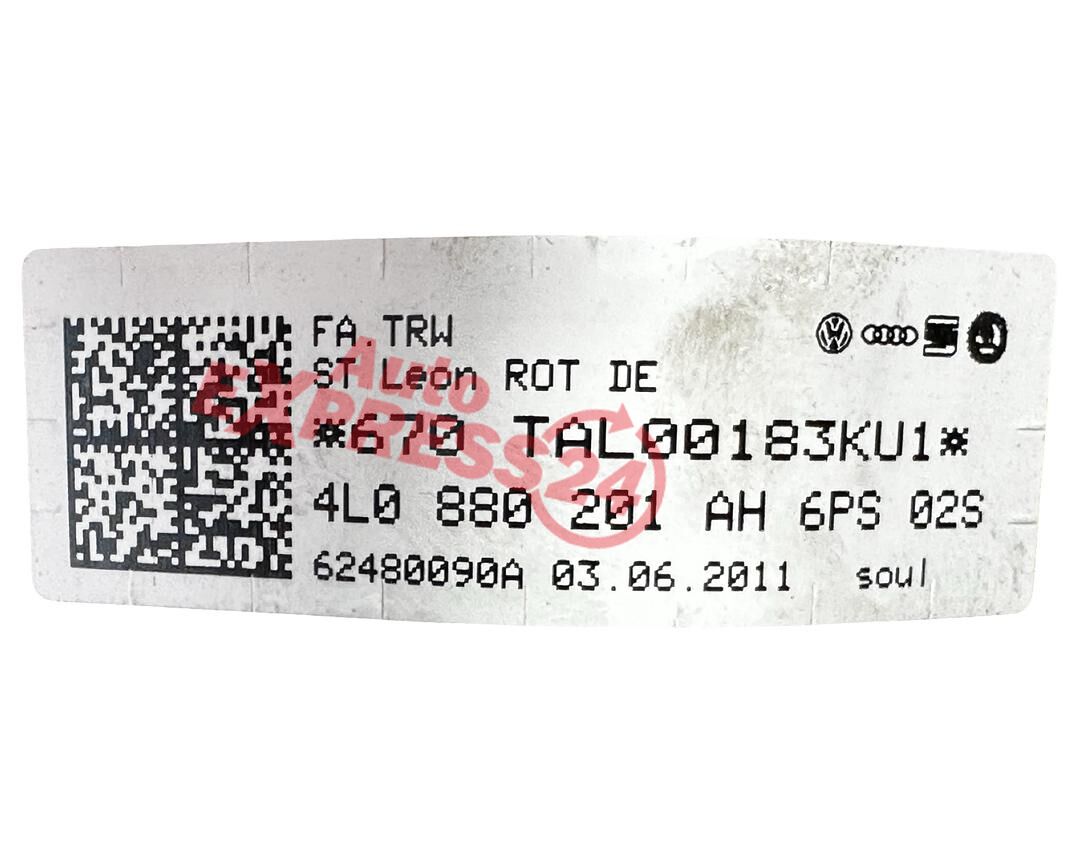 FA.TRW
ST Leon ROT DE
*670 TAL00183KU1*
4L0 880 201 AH 6PS 02S
62480090A 03.06.2011 soul
Auto
EXPRESS24